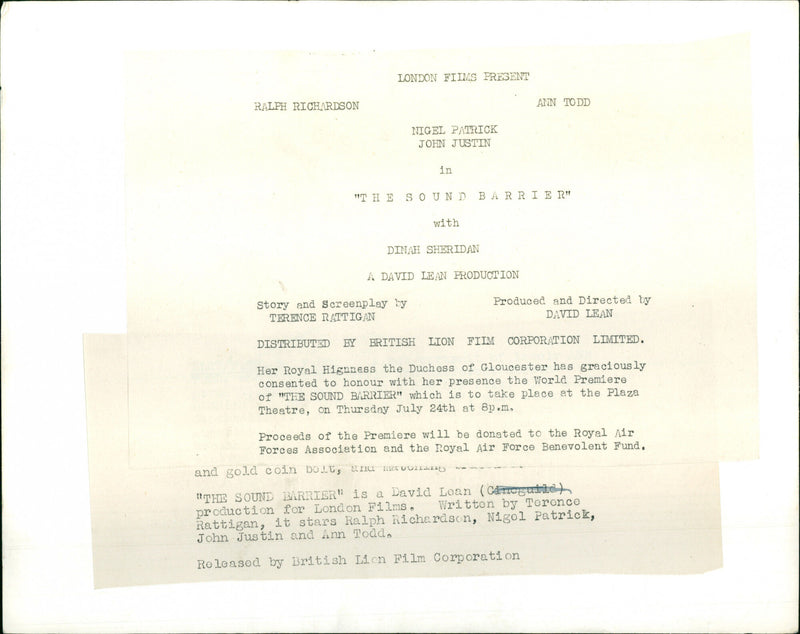 LONDON FILMS PRESENT
RALPH RICHARDSON ANN TODD
NIGEL PATRICK
JOHN JUSTIN
in
"T H E S O U N D B A R R I E R"
with
DINAH SHERIDAN
A DAVID LEAN PRODUCTION
Story and Screenplay by Produced and Directed by
TERENCE RATTIGAN DAVID LEAN
DISTRIBUTED BY BRITISH LION FILM CORPORATION LIMITED.
Her Royal Highness the Duchess of Gloucester has graciously
consented to honour with her presence the World Premiere
of "THE SOUND BARRIER" which is to take place at the Plaza
Theatre, on Thursday July 24th at 8p.m.
Proceeds of the Premiere will be donated to the Royal Air
Forces Association and the Royal Air Force Benevolent Fund.
and gold coin belt, and matching
"THE SOUND BARRIER" is a David Lean (Cineguild)
production for London Films. Written by Terence
Rattigan, it stars Ralph Richardson, Nigel Patrick,
John Justin and Ann Todd.
Released by British Lion Film Corporation